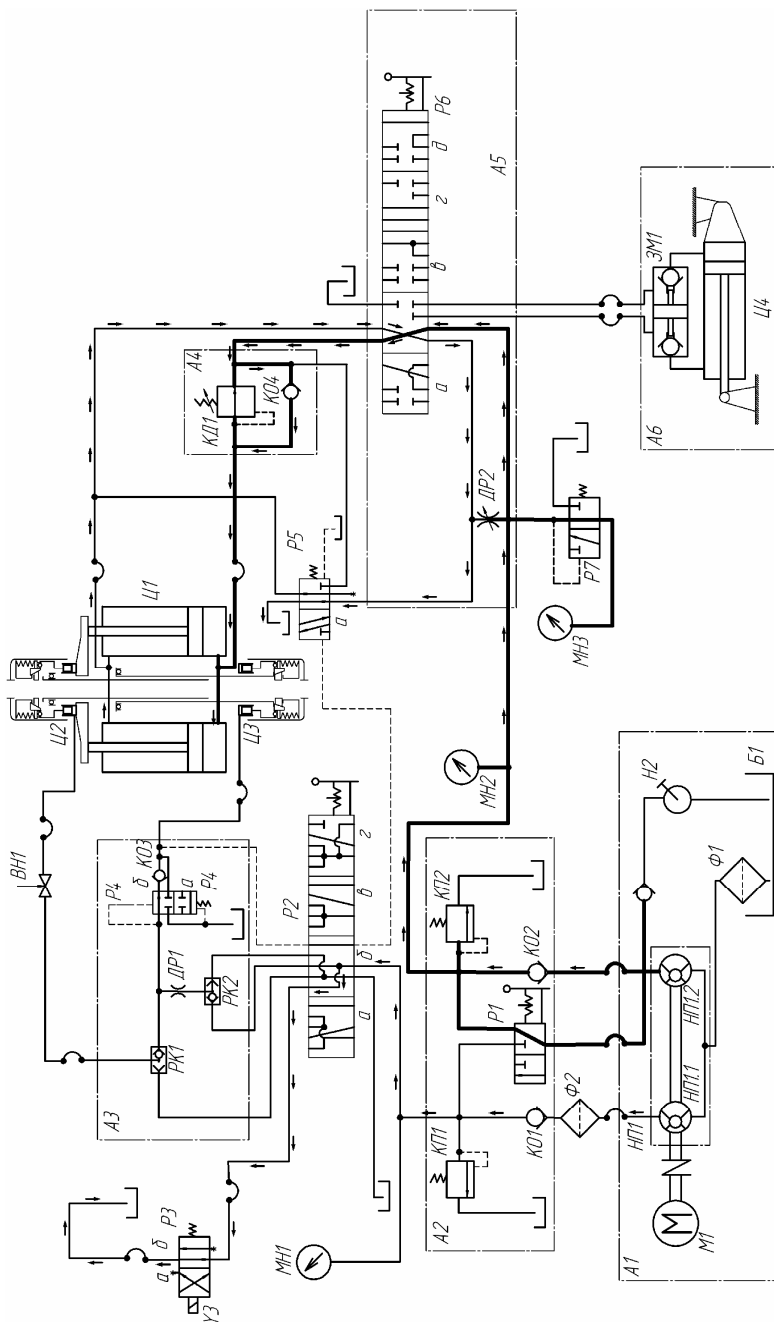 ВН1
Ц2
А3
РК1
ДР1
РК2
Р4
б
КО3
а
Р4
Ц1
Ц3
а
б
Р3
Y3
МН1
Р2
а
б
в
г
Р5
а
А4
КД1
КО4
а
в
г
д
Р6
А5
ДР2
А2
КП1
Р1
КП2
КО1
КО2
Ф2
МН2
МН3
Р7
А1
М
М1
НП1
НП1.1
НП1.2
Ф1
Н2
Б1
А6
ЗМ1
Ц4